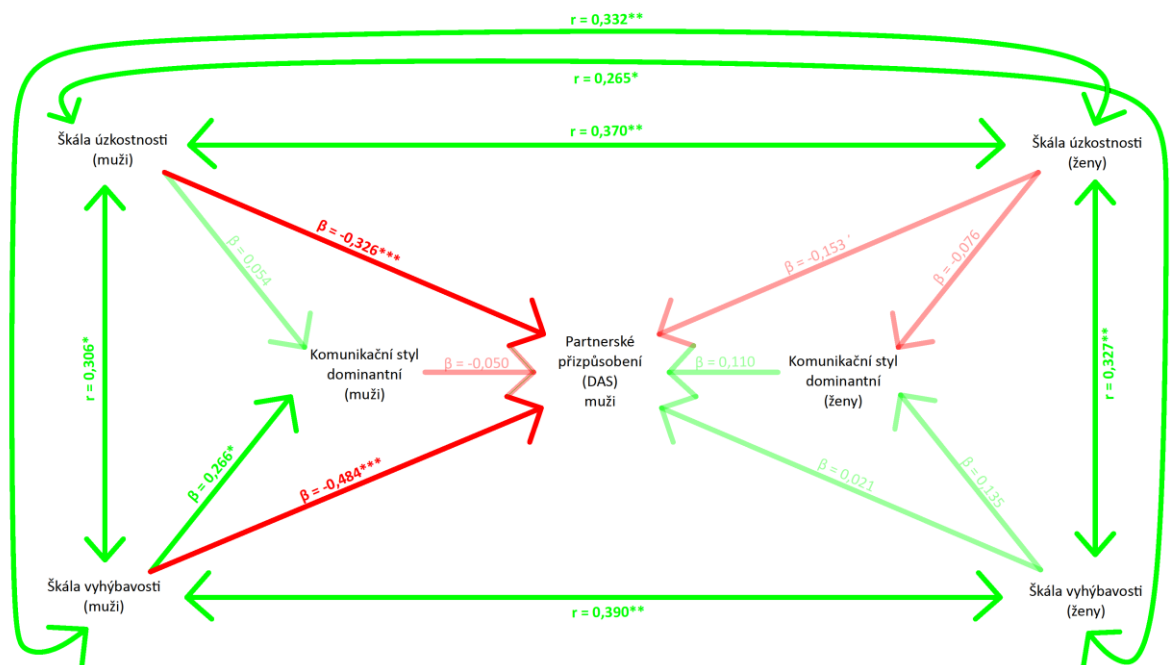 r = 0,332**
r = 0,265*
r = 0,370**
Škála úzkostnosti
(muži)
Škála úzkostnosti
(ženy)
β = -0,326***
β = 0,054
β = -0,153 ´
β = -0,076
r = 0,306*
Komunikační styl
dominantní
(muži)
β = -0,050
Partnerské
přizpůsobení
(DAS)
muži
β = 0,110
Komunikační styl
dominantní
(ženy)
r = 0,327**
β = 0,266*
β = -0,484***
β = 0,021
β = 0,135
Škála vyhýbavosti
(muži)
Škála vyhýbavosti
(ženy)
r = 0,390**